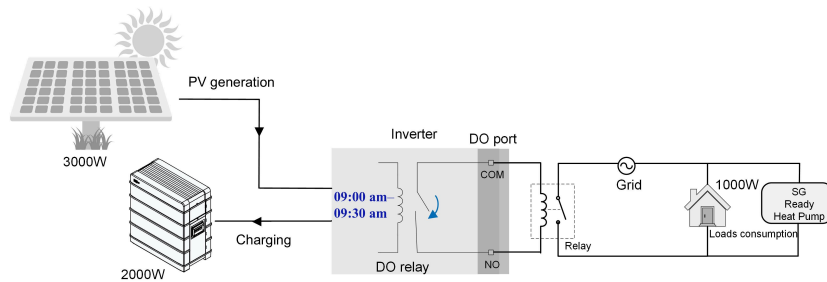 PV generation
3000W
Inverter
DO port
COM
09:00 am–
09:30 am
Charging
2000W
DO relay
NO
Relay
Grid
1000W
Loads consumption
SG
Ready
Heat Pump